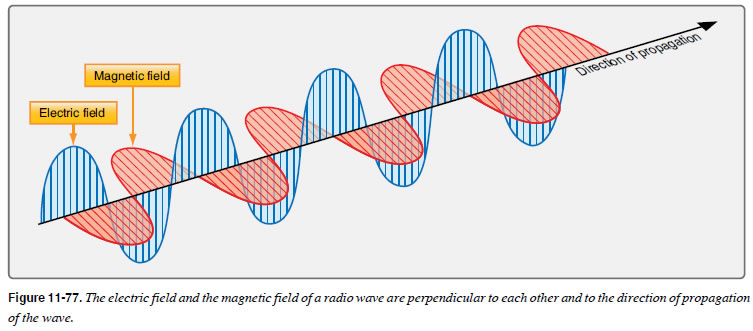 Magnetic field
Electric field
Direction of propagation
Figure 11-77. The electric field and the magnetic field of a radio wave are perpendicular to each other and to the direction of propagation
of the wave.